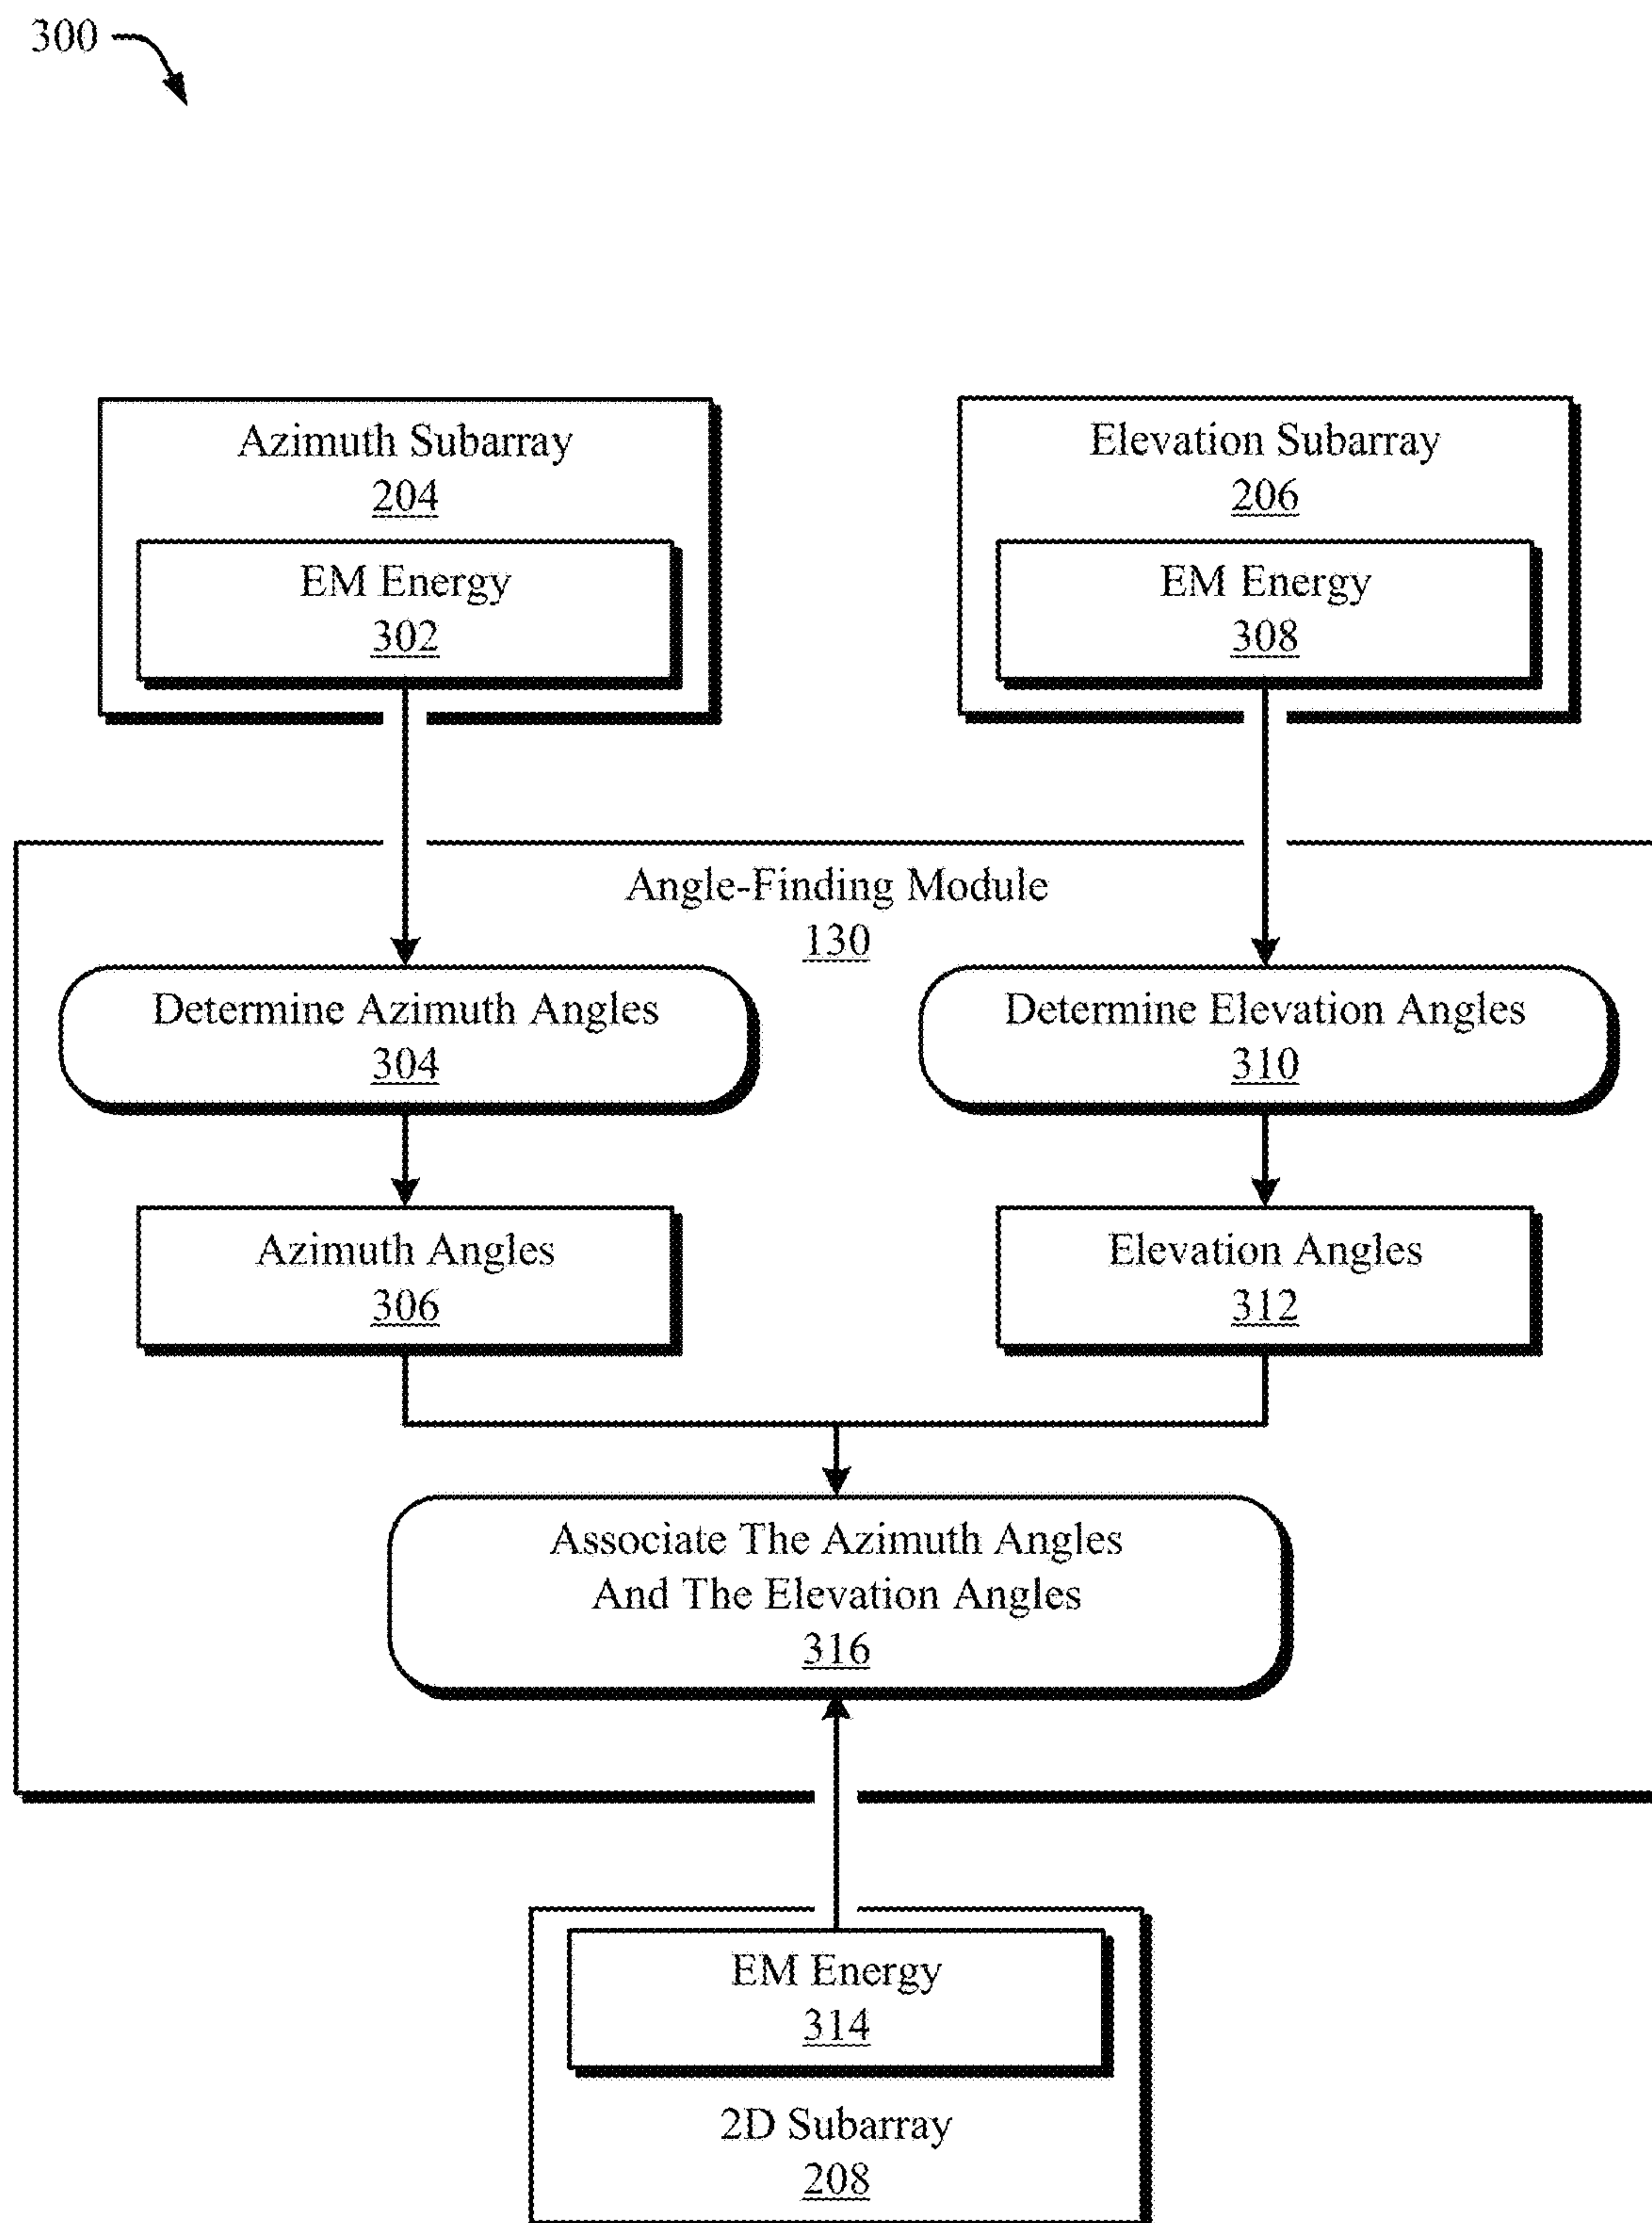 300
Azimuth Subarray
204
EM Energy
302
Elevation Subarray
206
EM Energy
308
Angle-Finding Module
130
Determine Azimuth Angles
304
Determine Elevation Angles
310
Azimuth Angles
306
Elevation Angles
312
Associate The Azimuth Angles
And The Elevation Angles
316
EM Energy
314
2D Subarray
208